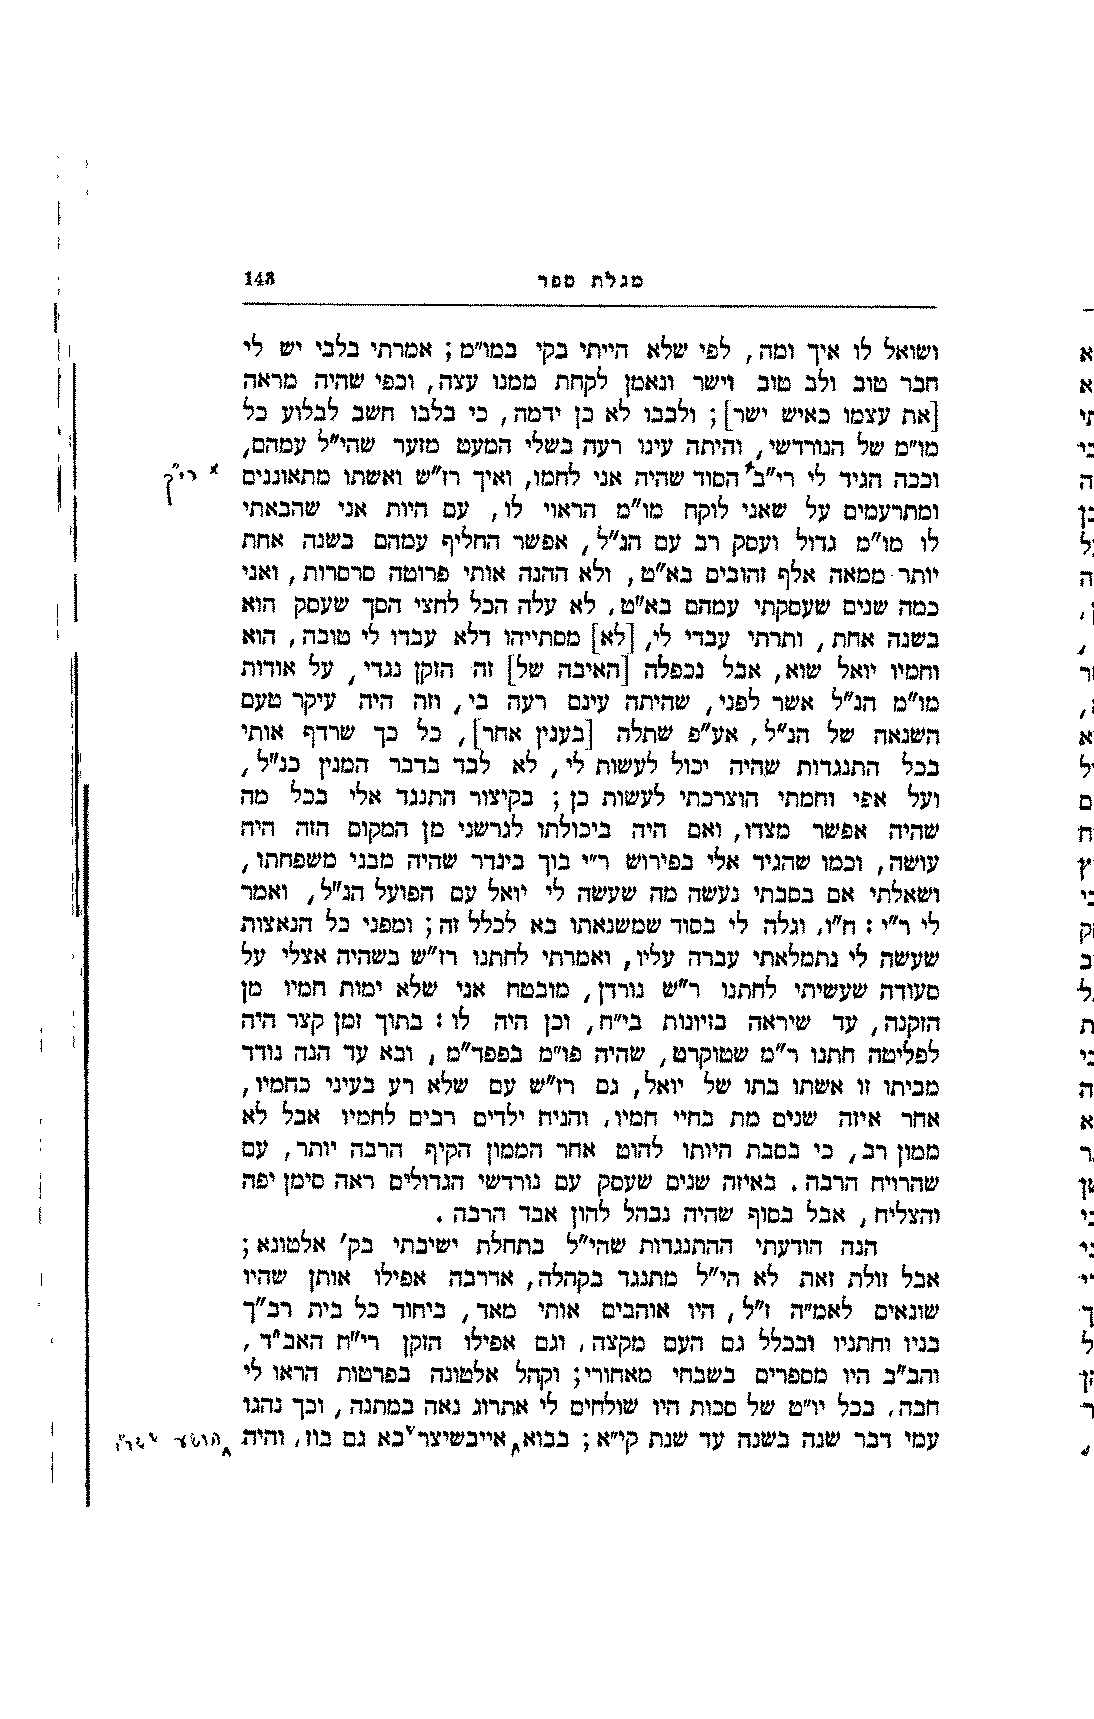 מגלת ספר 143
ושואל לו איך ומה, לפי שלא הייתי בקי במו״מ; אמרתי בלבי יש לי
חבר טוב ולב טוב וישר ונאמן לקחת ממנו עצה, וכפי שהיה מראה
[את עצמו כאיש ישר]; ולבבו לא כן ידמה, כי בלבו חשב לבלוע כל
מו״מ של הנורדשי, והיתה עינו רעה בשלי המעט מזער שהי״ל עמהם,
וככה הגיד לי רי״ב* הסוד שהיה אני לחמו, ואיך רז״ש ואשתו מתאוננים * רי״ק
ומתרעמים על שאני לוקח מו״מ הראוי לו, עם היות אני שהבאתי
לו מו״מ גדול ועסק רב עם הנ״ל, אפשר החליף עמהם בשנה אחת
יותר ממאה אלף זהובים בא״ט, ולא ההנה אותי פרוטה סרסרות, ואני
כמה שנים שעסקתי עמהם בא״ט, לא עלה הכל לחצי הסך שעסק הוא
בשנה אחת, ותרתי עבדי לי, [לא] מסתייהו דלא עבדו לי טובה, הוא
וחמיו יואל שוא, אבל נכפלה [האיבה של] זה הזקן נגדי, על אודות
מו״מ הנ״ל אשר לפני, שהיתה עינם רעה בי, וזה היה עיקר טעם
השנאה של הנ״ל, אע״פ שתלה [בענין אחר], כל כך שרדף אותי
בכל התנגדות שהיה יכול לעשות לי, לא לבד בדבר המנין כנ״ל,
ועל אפי וחמתי הוצרכתי לעשות כן; בקיצור התנגד אלי בכל מה
שהיה אפשר מצדו, ואם היה ביכולתו לגרשני מן המקום הזה היה
עושה, וכמו שהגיד אלי בפירוש ר״י בוך בינדר שהיה מבני משפחתו,
ושאלתי אם בסבתי נעשה מה שעשה לי יואל עם הפועל הנ״ל, ואמר
לי ר״י: ח״ו, וגלה לי בסוד שמשנאתו בא לכלל זה; ומפני כל הנאצות
שעשה לי נתמלאתי עברה עליו, ואמרתי לחתנו רז״ש בשהיה אצלי על
סעודה שעשיתי לחתנו ר״ש נורדן, מובטח אני שלא ימות חמיו מן
הזקנה, עד שיראה בזיונות בי״ח, וכן היה לו: בתוך זמן קצר היה
לפליטה חתנו ר״מ שטוקרט, שהיה פו״מ בפפד״מ, ובא עד הנה נודד
מביתו זו אשתו בתו של יואל, גם רז״ש עם שלא רע בעיני כחמיו,
אחר איזה שנים מת בחיי חמיו, והניח ילדים רבים לחמיו אבל לא
ממון רב, כי בסבת היותו להוט אחר הממון הקיף הרבה יותר, עם
שהרויח הרבה. באיזה שנים שעסק עם נורדשי הגדולים ראה סימן יפה
והצליח, אבל בסוף שהיה נבהל להון אבד הרבה.
הנה הודעתי ההתנגדות שהי״ל בתחלת ישיבתי בק׳ אלטונא;
אבל זולת זאת לא הי״ל מתנגד בקהלה, אדרבה אפילו אותן שהיו
שונאים לאמ״ה ז״ל, היו אוהבים אותי מאד, ביחוד כל בית רב״ך
בניו וחתניו ובכלל גם העם מקצה, וגם אפילו הזקן רי״ח האב״ד,
והב״ב היו מספרים בשבחי מאחורי; וקהל אלטונה בפרטות הראו לי
חבה, בכל יו״ט של סכות היו שולחים לי אתרוג נאה במתנה, וכך נהגו
עמי דבר שנה בשנה עד שנת קי״א; בבוא אייבשיצר בא גם בוז, והיה